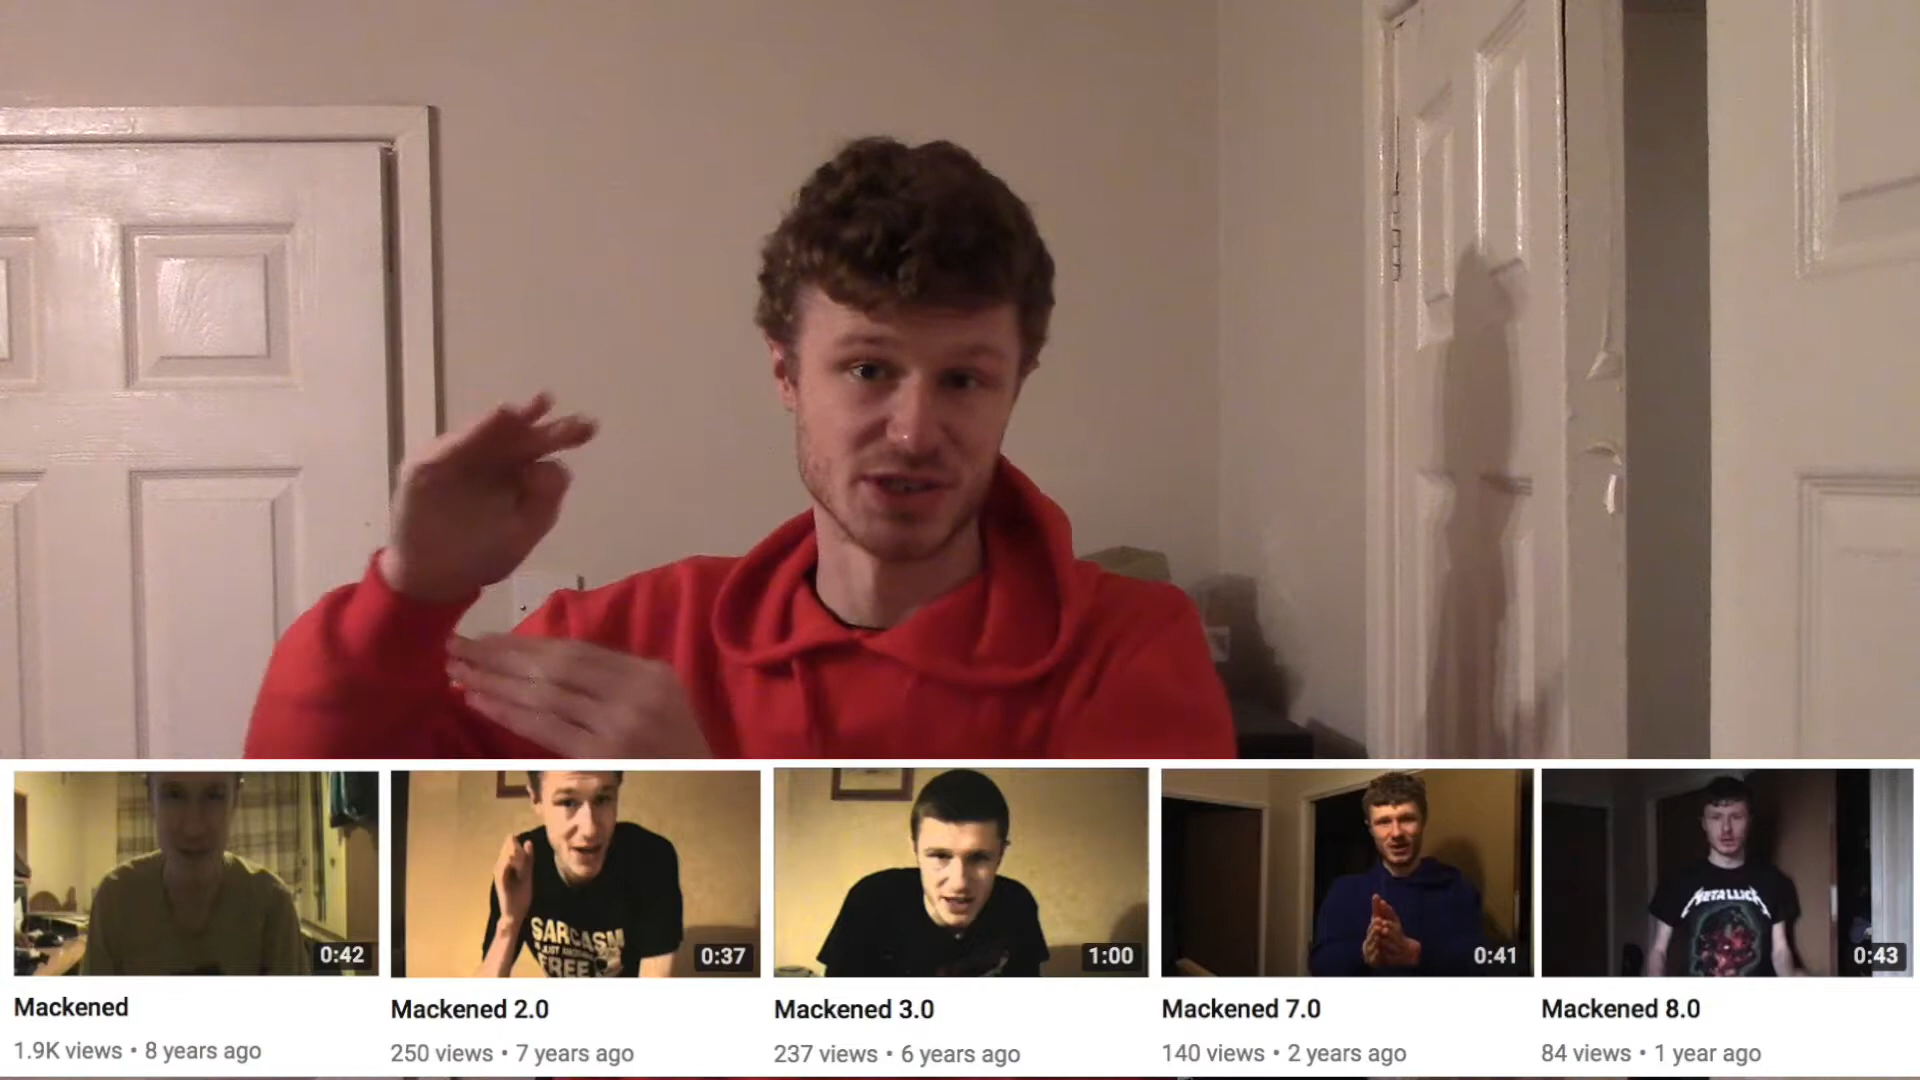 SARCASM
FREE
METALLICA
0:42
0:37
1:00
0:41
0:43
Mackened
Mackened 2.0
Mackened 3.0
Mackened 7.0
Mackened 8.0
1.9K views • 8 years ago
250 views • 7 years ago
237 views • 6 years ago
140 views • 2 years ago
84 views • 1 year ago